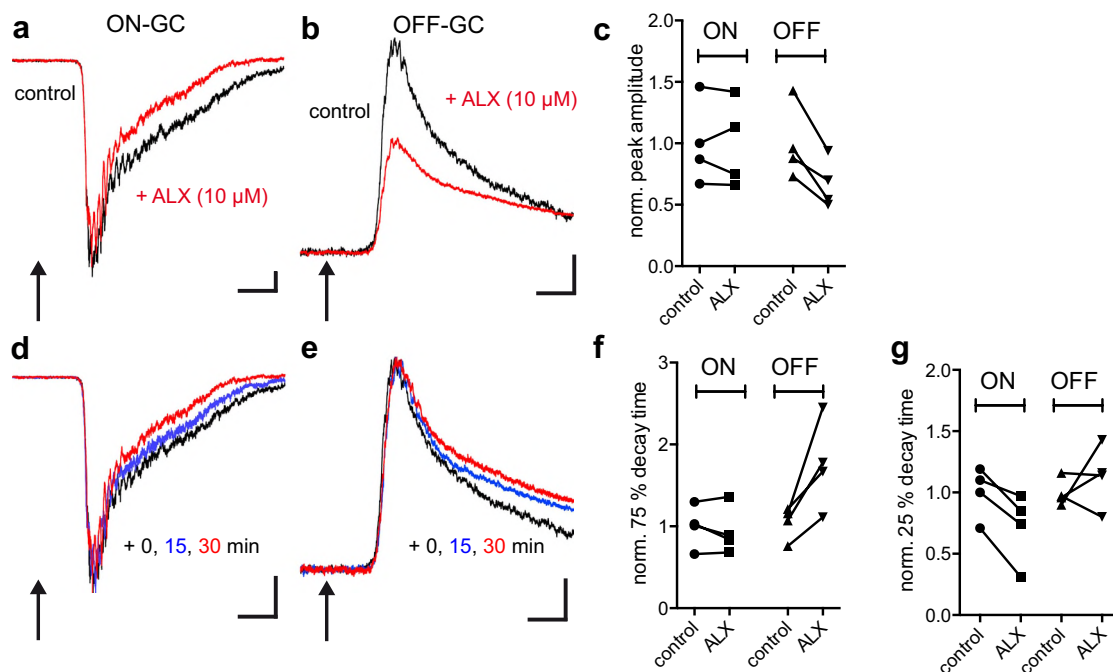 a
ON-GC
control
+ ALX (10 µM)
b
OFF-GC
control
+ ALX (10 µM)
c
norm. peak amplitude
2.0
1.5
1.0
0.5
0.0
ON
OFF
control
ALX
control
ALX
d
+ 0, 15, 30 min
e
+ 0, 15, 30 min
f
norm. 75 % decay time
3
2
1
0
ON
OFF
control
ALX
control
ALX
g
norm. 25 % decay time
2.0
1.5
1.0
0.5
0.0
ON
OFF
control
ALX
control
ALX